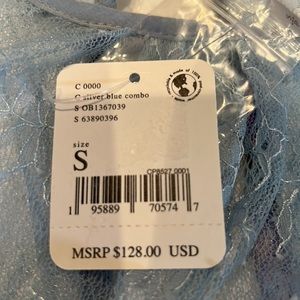 C 0000
C silver blue combo
S OB1367039
S 63890396
size
S
CP8527 0001
1 95889 70574 7
MSRP $128.00 USD